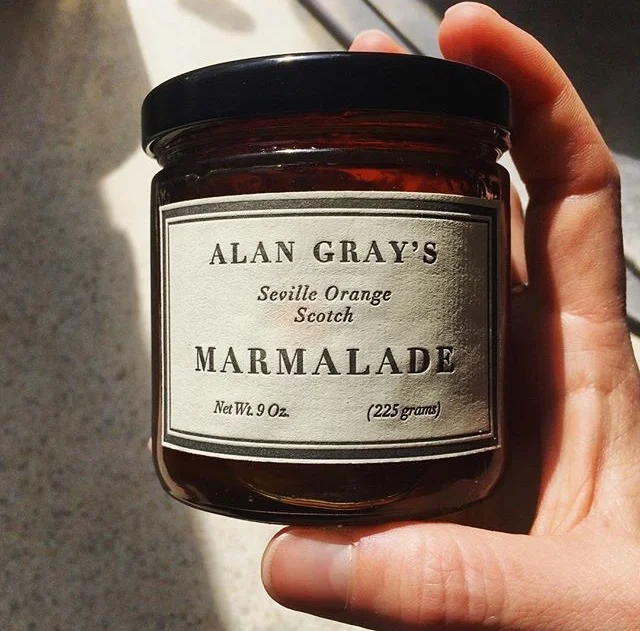 ALAN GRAY'S
Seville Orange
Scotch
MARMALADE
Net Wt. 9 Oz. (225 grams)